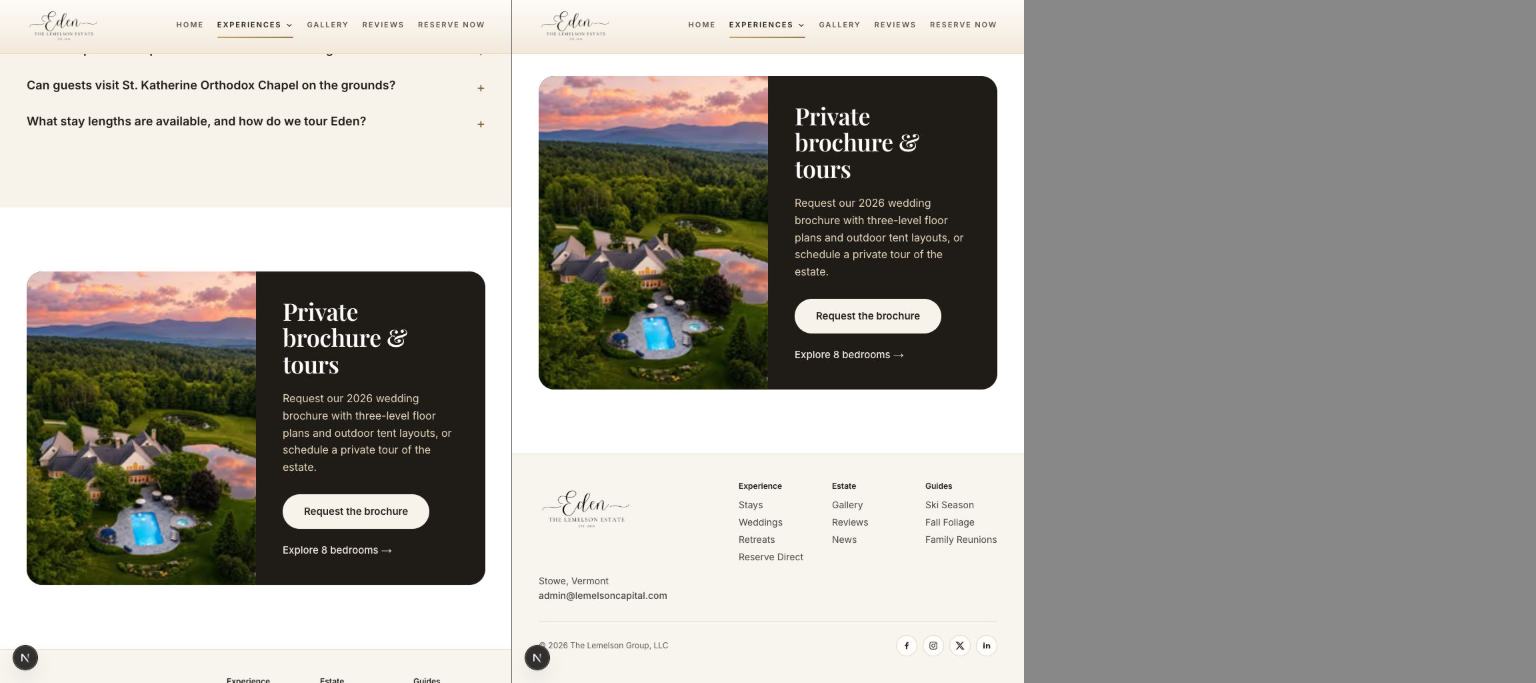 Eden
THE LEMELSON ESTATE
HOME
EXPERIENCES
GALLERY
REVIEWS
RESERVE NOW
Can guests visit St. Katherine Orthodox Chapel on the grounds?
+
What stay lengths are available, and how do we tour Eden?
+
Private
brochure &
tours
Request our 2026 wedding
brochure with three-level floor
plans and outdoor tent layouts, or
schedule a private tour of the
estate.
Request the brochure
Explore 8 bedrooms →
N
Experience
Estate
Guides
Eden
THE LEMELSON ESTATE
HOME
EXPERIENCES
GALLERY
REVIEWS
RESERVE NOW
Private
brochure &
tours
Request our 2026 wedding
brochure with three-level floor
plans and outdoor tent layouts, or
schedule a private tour of the
estate.
Request the brochure
Explore 8 bedrooms →
Eden
THE LEMELSON ESTATE
Experience
Stays
Weddings
Retreats
Reserve Direct
Estate
Gallery
Reviews
News
Guides
Ski Season
Fall Foliage
Family Reunions
Stowe, Vermont
admin@lemelsoncapital.com
N
2026 The Lemelson Group, LLC
f
X
in